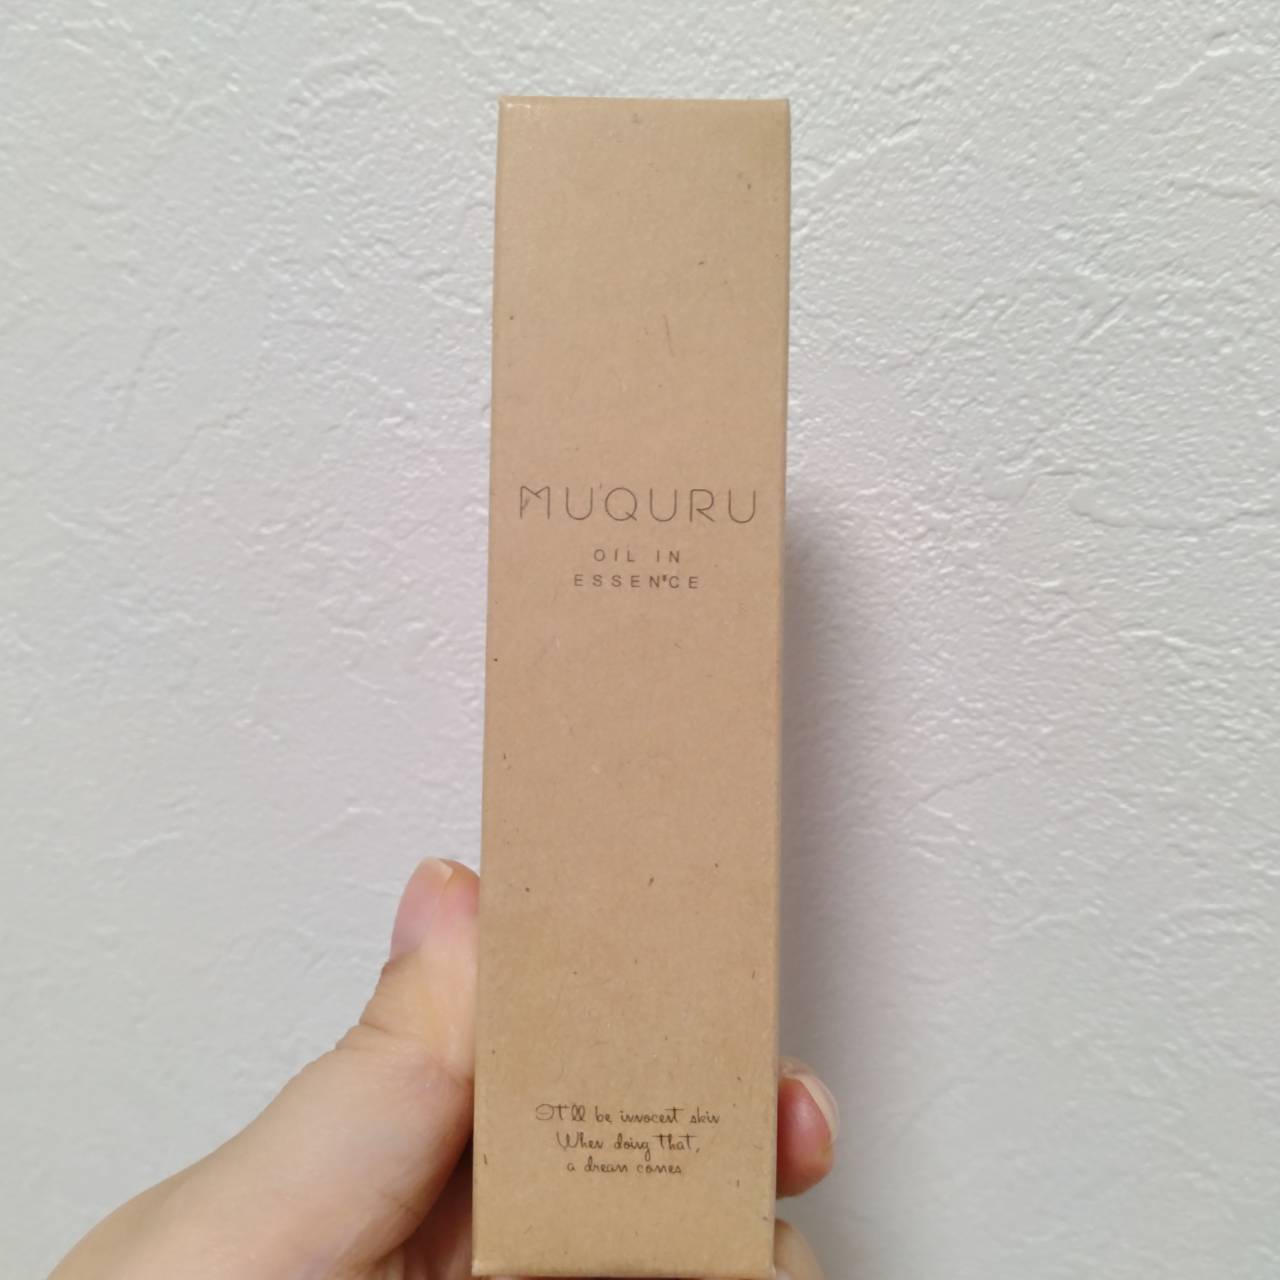 MUQURU
OIL IN
ESSENCE
It'll be innocent skin
When doing that,
a dream comes